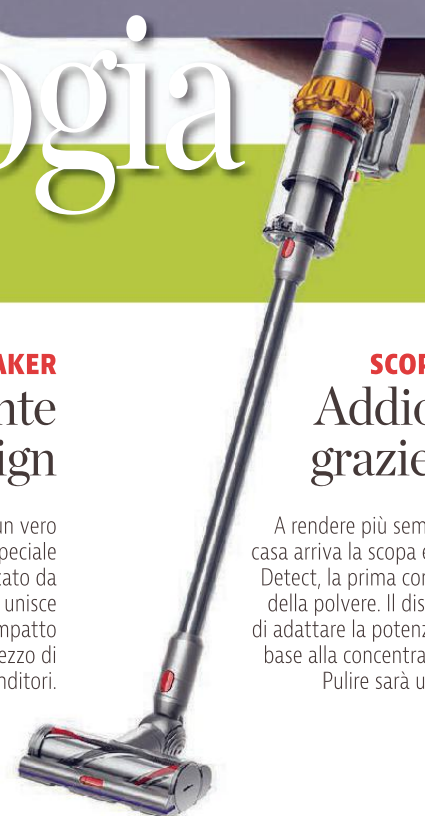 ogia
AKER
nte
ign
un vero
peciale
ato da
unisce
mpatto
ezzo di
nditori.
SCOP
Addio
grazie
A rendere più sem
casa arriva la scopa e
Detect, la prima con
della polvere. Il dis
di adattare la potenz
base alla concentra
Pulire sarà u